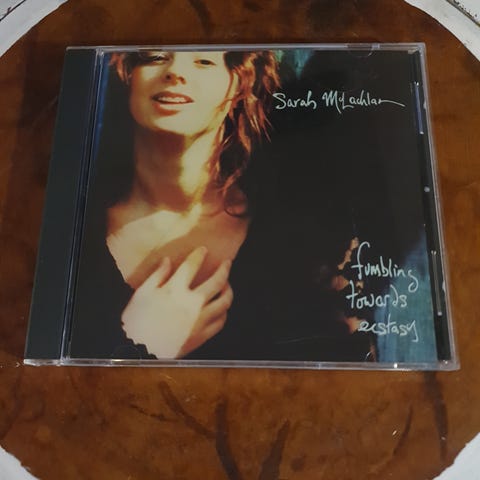 Sarah McLachlan
fumbling
towards
ecstasy